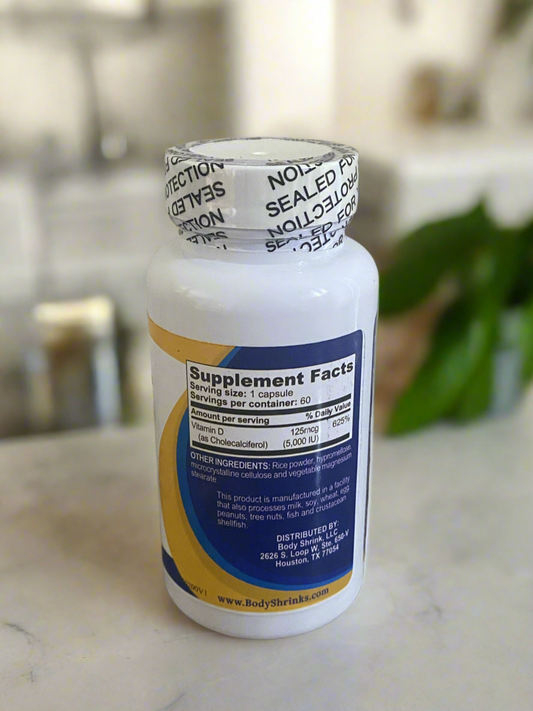 SEALED FOR
PROTECTION
SEALED FOR
Supplement Facts
Serving size: 1 capsule
Servings per container: 60
Amount per serving % Daily Value
Vitamin D 125mcg 625%
(as Cholecalciferol) (5,000 IU)
OTHER INGREDIENTS: Rice powder, hypromellose,
microcrystalline cellulose and vegetable magnesium
stearate.
This product is manufactured in a facility
that also processes milk, soy, wheat, egg,
peanuts, tree nuts, fish and crustacean
shellfish.
DISTRIBUTED BY:
Body Shrink, LLC
2626 S. Loop W, Ste. 650-V
Houston, TX 77054
www.BodyShrinks.com